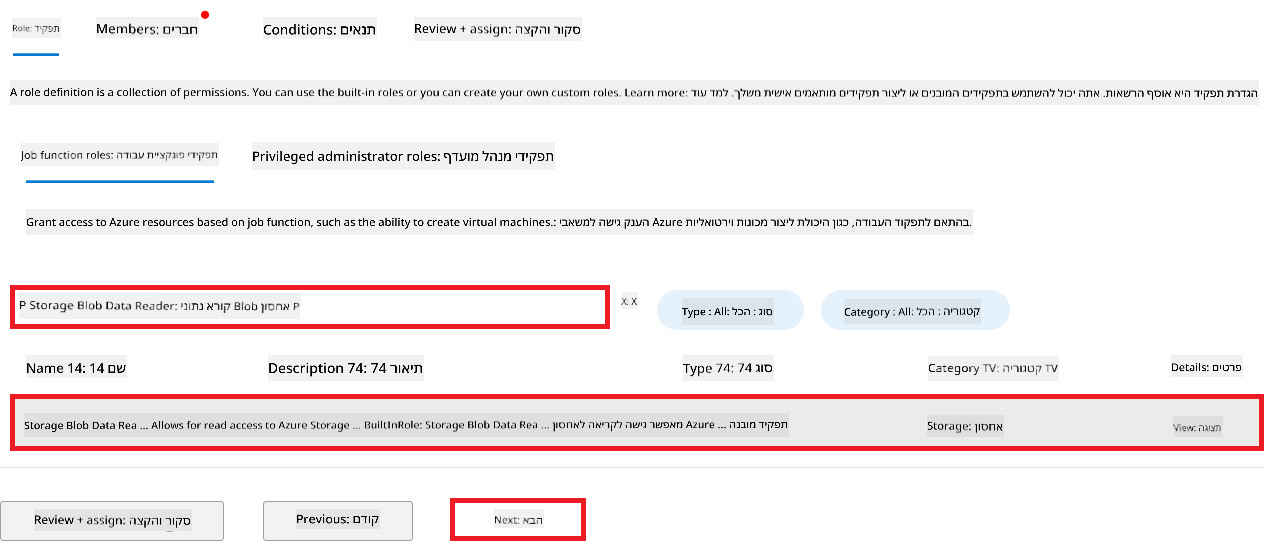 Role: תפקיד
Members: חברים
Conditions: תנאים
Review + assign: סקור והקצה
A role definition is a collection of permissions. You can use the built-in roles or you can create your own custom roles. Learn more: הגדרת תפקיד היא אוסף הרשאות. אתה יכול להשתמש בתפקידים המובנים או ליצור תפקידים מותאמים אישית משלך. למד עוד
Job function roles: תפקידי פונקציית עבודה
Privileged administrator roles: תפקידי מנהל מועדף
Grant access to Azure resources based on job function, such as the ability to create virtual machines.: הענק גישה למשאבי Azure בהתאם לתפקוד העבודה, כגון היכולת ליצור מכונות וירטואליות.
P Storage Blob Data Reader: קורא נתוני Blob אחסון P
X: X
Type : All: סוג : הכל
Category : All: קטגוריה : הכל
Name 14: שם 14
Description 74: תיאור 74
Type 74: סוג 74
Category TV: קטגוריה TV
Details: פרטים
Storage Blob Data Rea ... Allows for read access to Azure Storage ... BuiltInRole: Storage Blob Data Rea ... מאפשר גישה לקריאה לאחסון Azure ... תפקיד מובנה
Storage: אחסון
View: תצוגה
Review + assign: סקור והקצה
Previous: קודם
Next: הבא